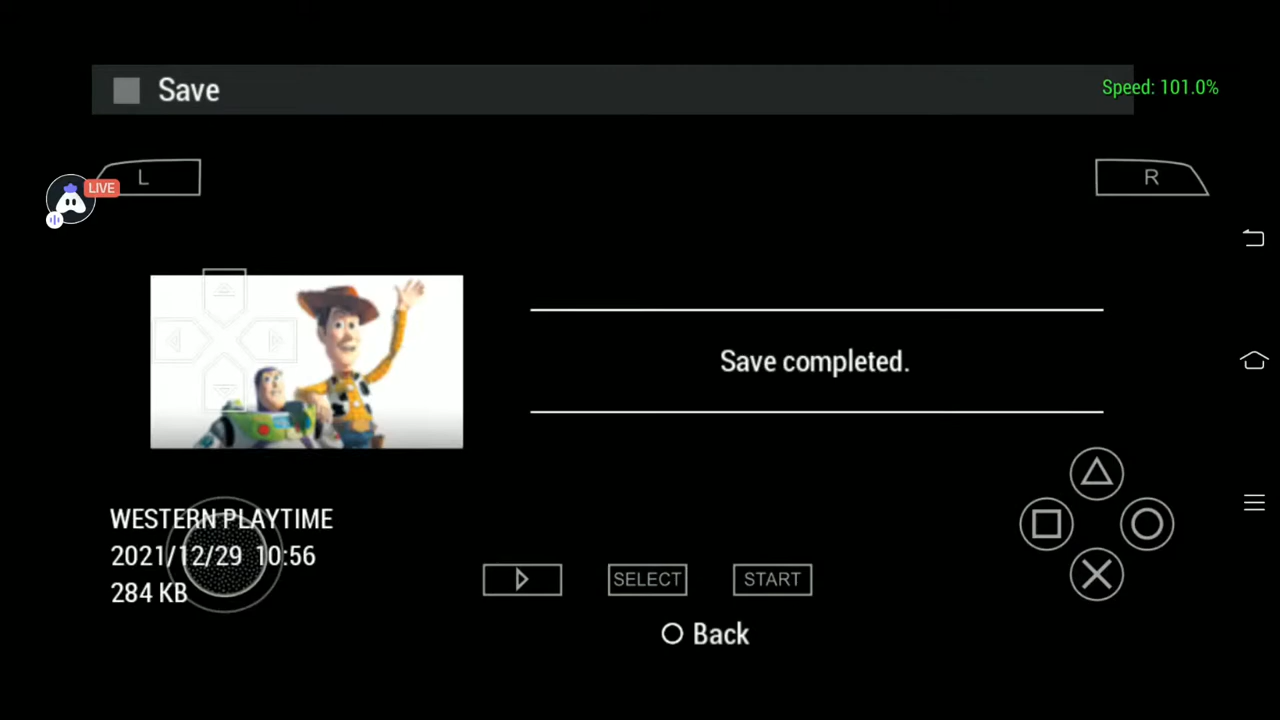 Save
Speed: 101.0%
L
LIVE
R
Save completed.
WESTERN PLAYTIME
2021/12/29 10:56
284 KB
SELECT
START
Back